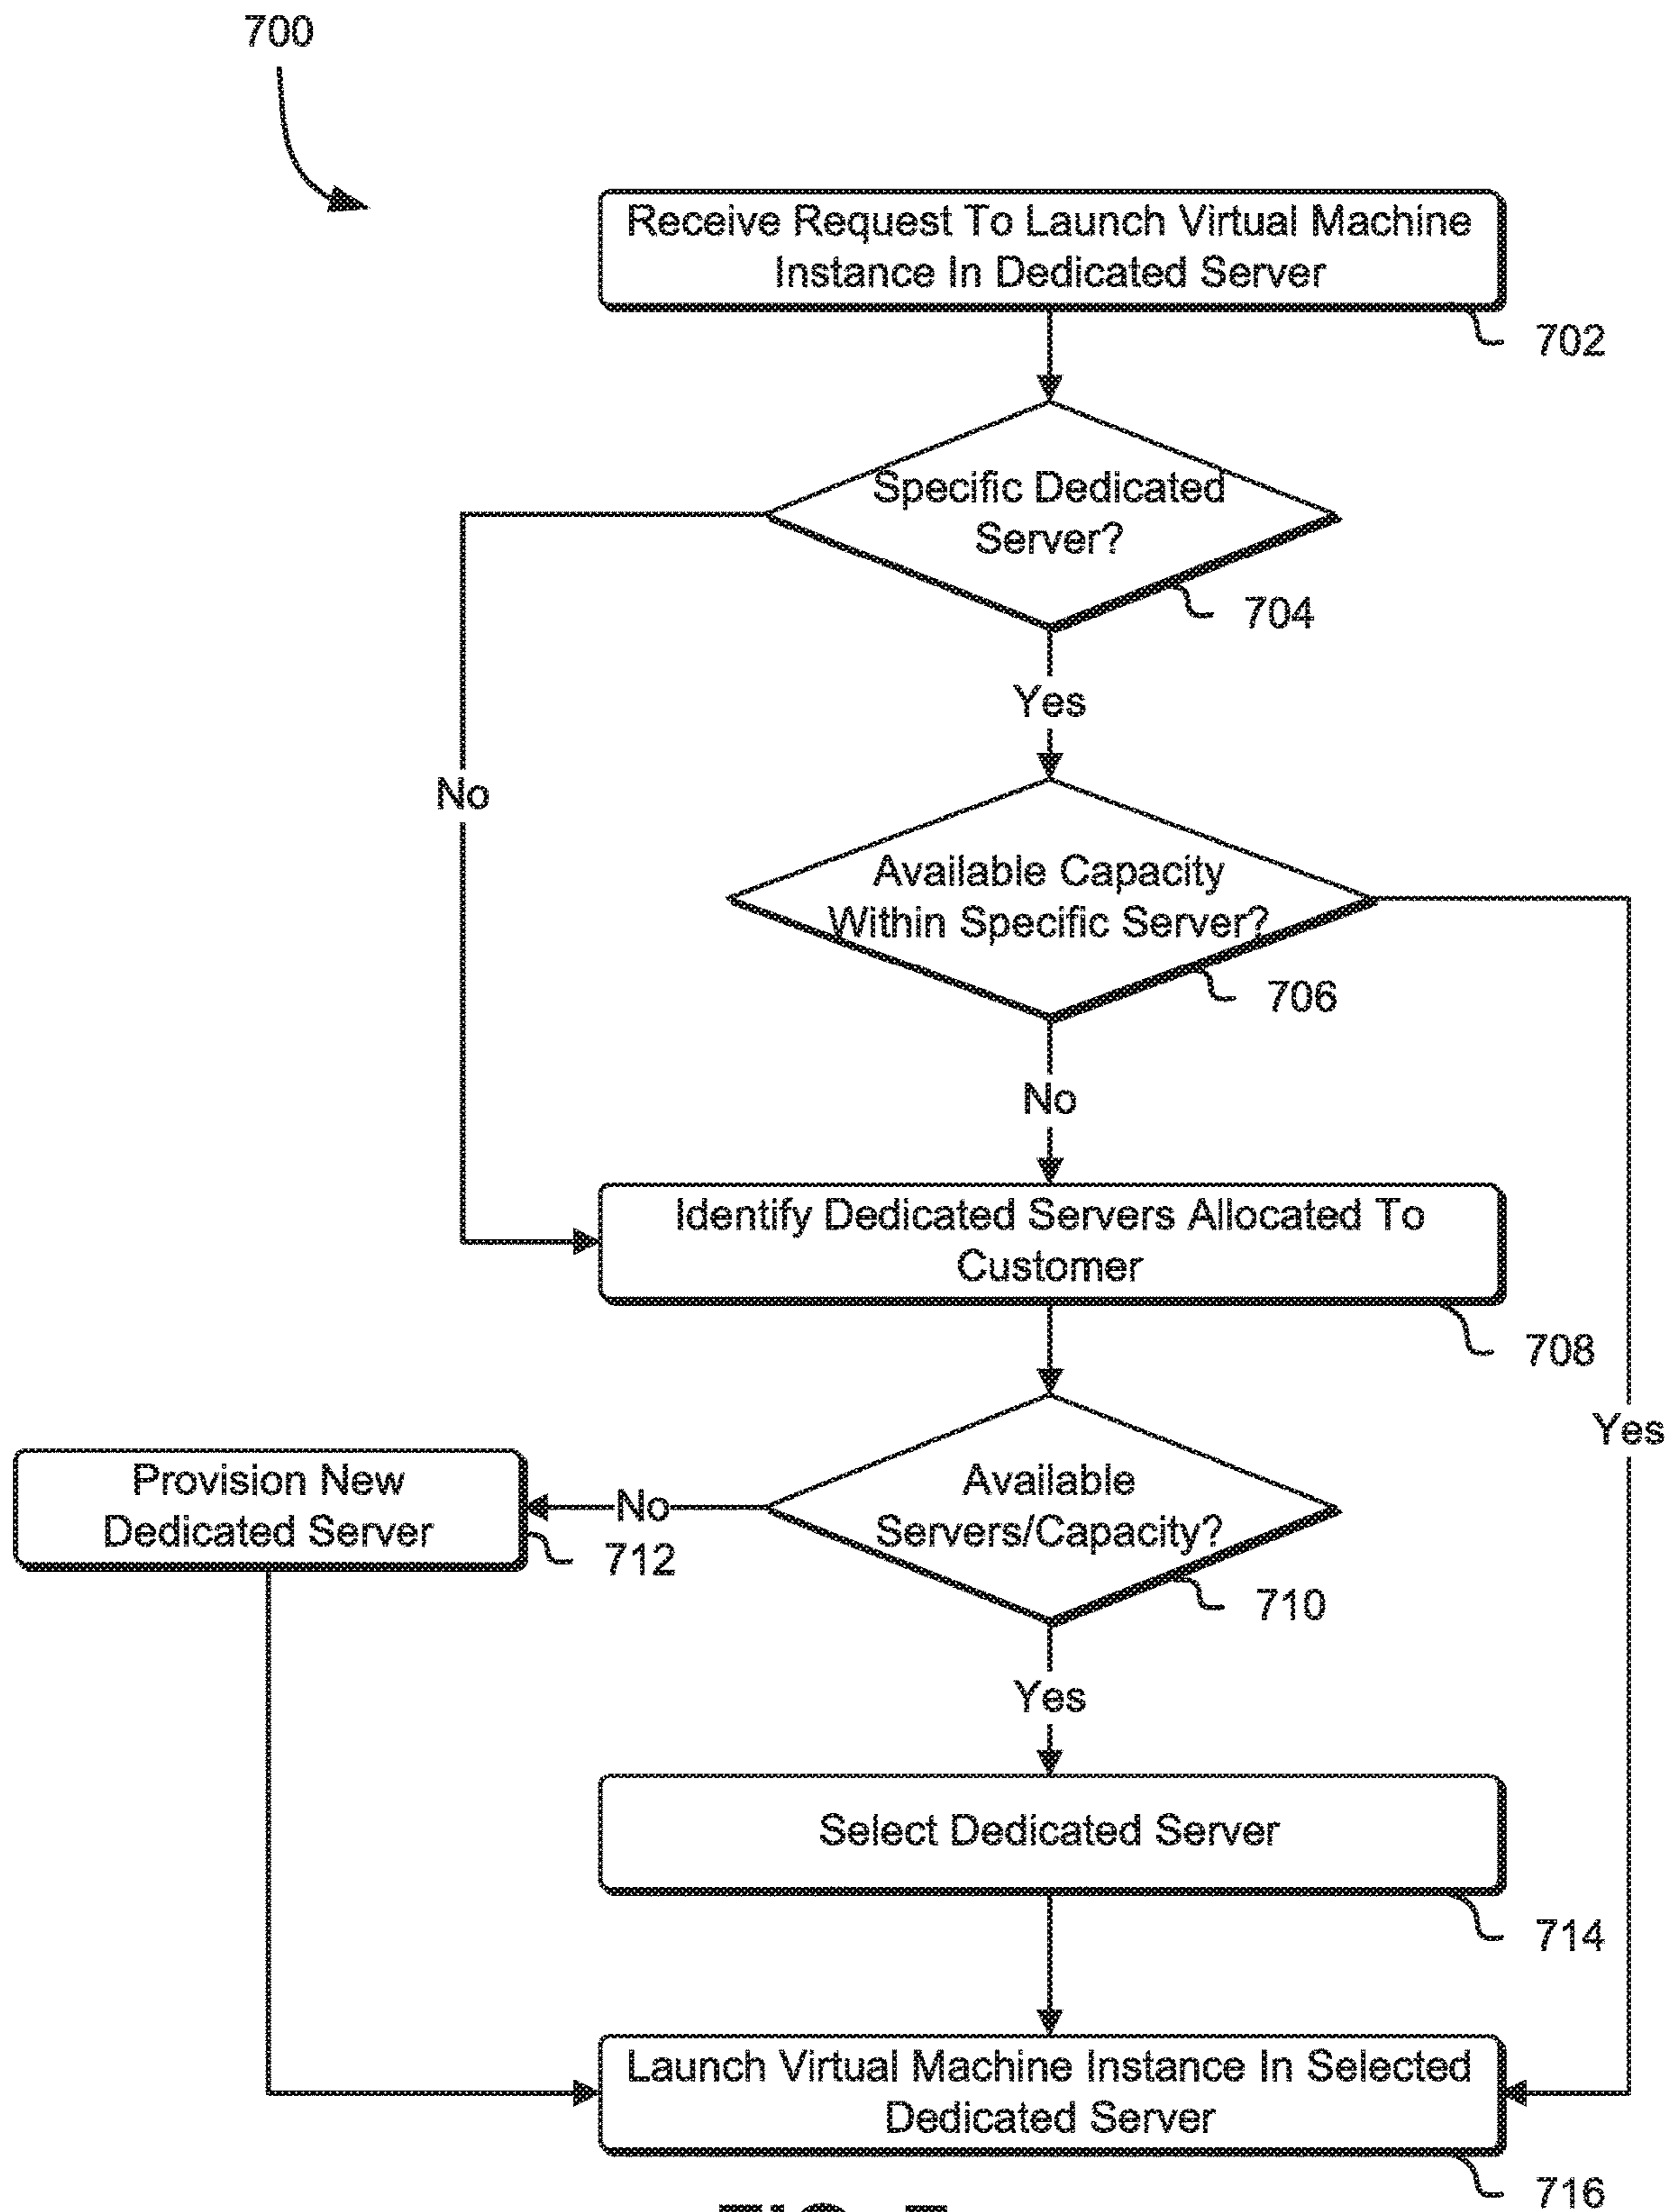 700
Receive Request To Launch Virtual Machine
Instance In Dedicated Server
702
Specific Dedicated
Server?
704
Yes
No
Available Capacity
Within Specific Server?
706
No
Identify Dedicated Servers Allocated To
Customer
708
Yes
Provision New
Dedicated Server
712
No
Available
Servers/Capacity?
710
Yes
Select Dedicated Server
714
Launch Virtual Machine Instance In Selected
Dedicated Server
716